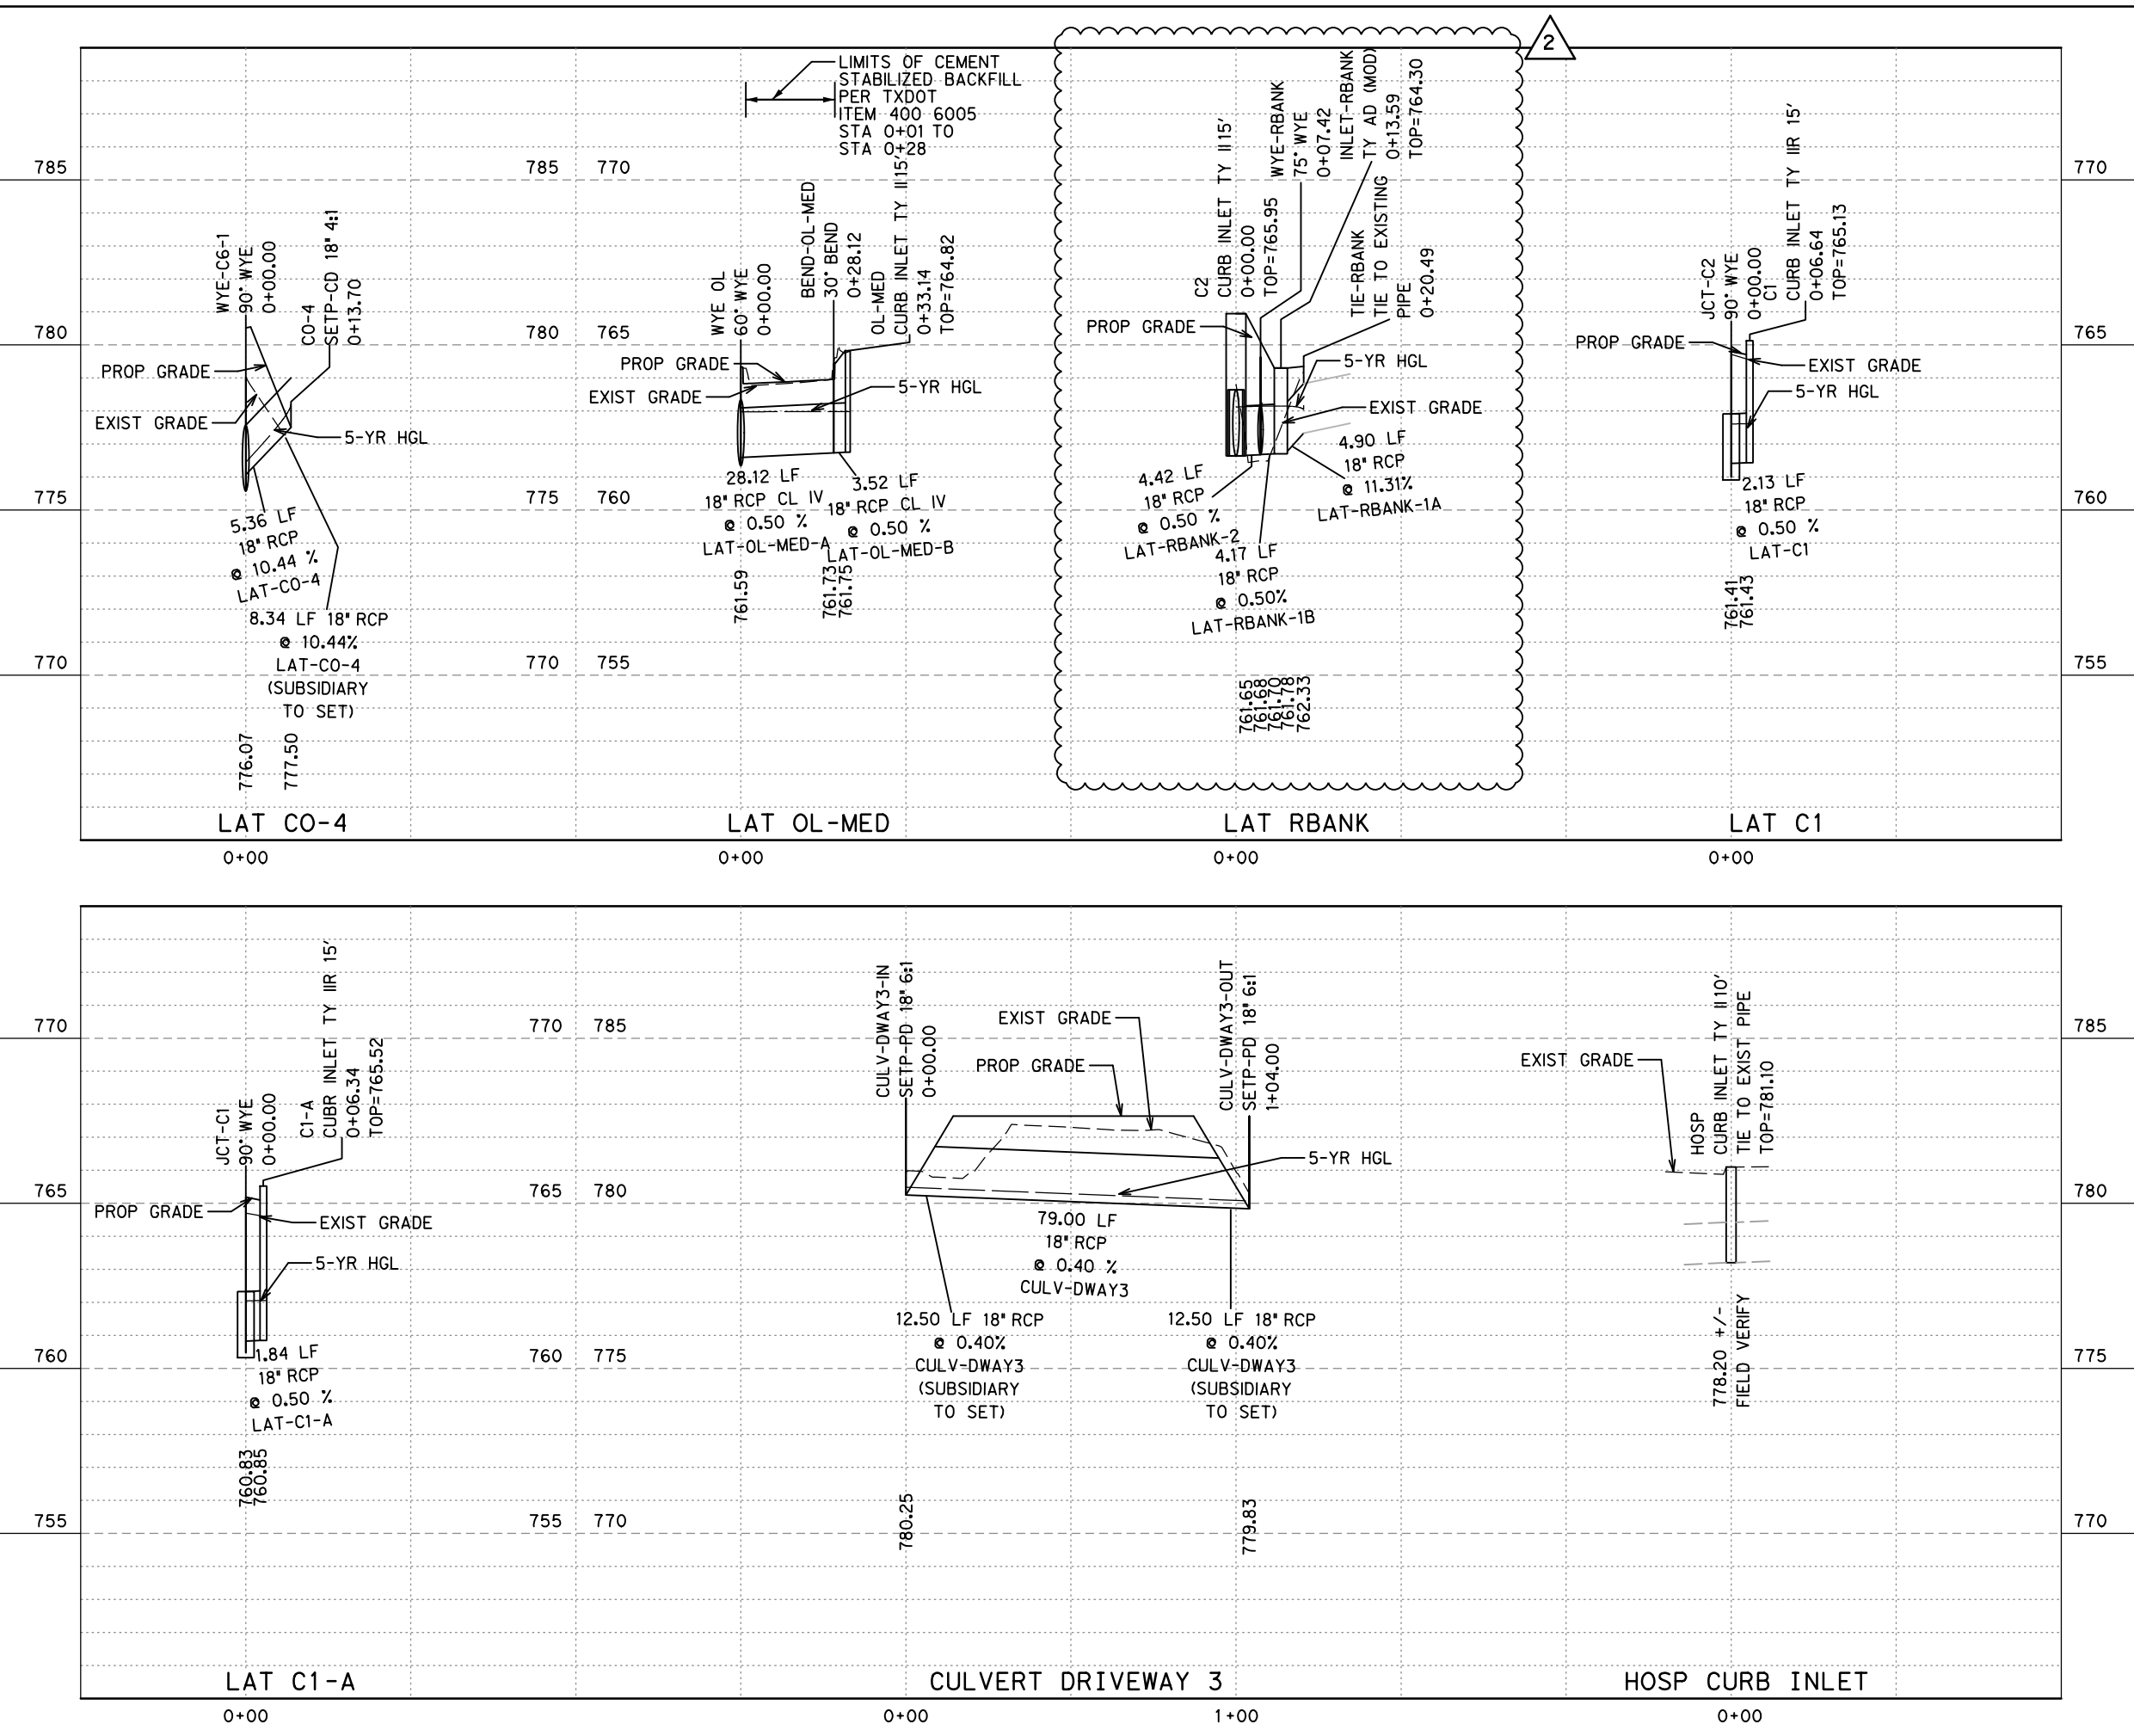 2
785
780
775
770
WYE-C6-1
90° WYE
0+00.00
CO-4
SETP-CD 18" 4:1
0+13.70
PROP GRADE
EXIST GRADE
5-YR HGL
5.36 LF
18" RCP
@ 10.44 %
LAT-CO-4
8.34 LF 18" RCP
@ 10.44%
LAT-CO-4
(SUBSIDIARY
TO SET)
776.07
777.50
LAT CO-4
0+00
785
780
775
770
770
765
760
755
LIMITS OF CEMENT
STABILIZED BACKFILL
PER TXDOT
ITEM 400 6005
STA 0+01 TO
STA 0+28
WYE OL
60° WYE
0+00.00
BEND-OL-MED
30° BEND
0+28.12
OL-MED
CURB INLET TY II 15'
0+33.14
TOP=764.82
PROP GRADE
EXIST GRADE
5-YR HGL
28.12 LF
18" RCP CL IV
@ 0.50 %
LAT-OL-MED-A
3.52 LF
18" RCP CL IV
@ 0.50 %
LAT-OL-MED-B
761.59
761.73
761.75
LAT OL-MED
0+00
C2
CURB INLET TY II 15'
0+00.00
TOP=765.95
WYE-RBANK
75° WYE
0+07.42
INLET-RBANK
TY AD (MOD)
0+13.59
TOP=764.30
TIE-RBANK
TIE TO EXISTING
PIPE
0+20.49
PROP GRADE
5-YR HGL
EXIST GRADE
4.42 LF
18" RCP
@ 0.50 %
LAT-RBANK-2
4.17 LF
18" RCP
@ 0.50%
LAT-RBANK-1B
4.90 LF
18" RCP
@ 11.31%
LAT-RBANK-1A
761.65
761.68
761.70
761.78
762.33
LAT RBANK
0+00
JCT-C2
90° WYE
0+00.00
C1
CURB INLET TY IIR 15'
0+06.64
TOP=765.13
PROP GRADE
EXIST GRADE
5-YR HGL
2.13 LF
18" RCP
@ 0.50 %
LAT-C1
761.41
761.43
LAT C1
0+00
770
765
760
755
770
765
760
755
JCT-C1
90° WYE
0+00.00
C1-A
CUBR INLET TY IIR 15'
0+06.34
TOP=765.52
PROP GRADE
EXIST GRADE
5-YR HGL
1.84 LF
18" RCP
@ 0.50 %
LAT-C1-A
760.83
760.85
LAT C1-A
0+00
770
765
760
755
785
780
775
770
CULV-DWAY3-IN
SETP-PD 18" 6:1
0+00.00
EXIST GRADE
PROP GRADE
CULV-DWAY3-OUT
SETP-PD 18" 6:1
1+04.00
5-YR HGL
79.00 LF
18" RCP
@ 0.40 %
CULV-DWAY3
12.50 LF 18" RCP
@ 0.40%
CULV-DWAY3
(SUBSIDIARY
TO SET)
12.50 LF 18" RCP
@ 0.40%
CULV-DWAY3
(SUBSIDIARY
TO SET)
780.25
779.83
CULVERT DRIVEWAY 3
0+00
1+00
EXIST GRADE
HOSP
CURB INLET TY II 10'
TIE TO EXIST PIPE
TOP=781.10
778.20 +/-
FIELD VERIFY
HOSP CURB INLET
0+00
785
780
775
770